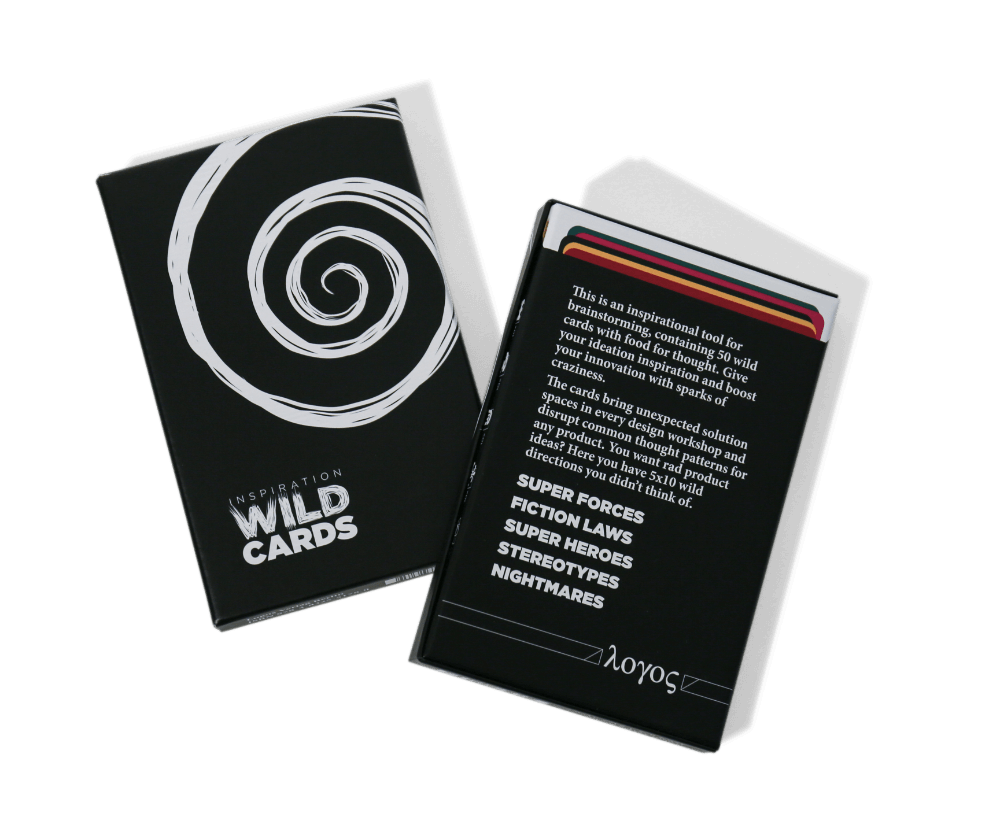 INSPIRATION
WILD
CARDS
This is an inspirational tool for
brainstorming, containing 50 wild
cards with food for thought. Give
your ideation inspiration and boost
your innovation with sparks of
craziness.
The cards bring unexpected solution
spaces in every design workshop and
disrupt common thought patterns for
any product. You want rad product
ideas? Here you have 5x10 wild
directions you didn't think of.
SUPER FORCES
FICTION LAWS
SUPER HEROES
STEREOTYPES
NIGHTMARES
λογος